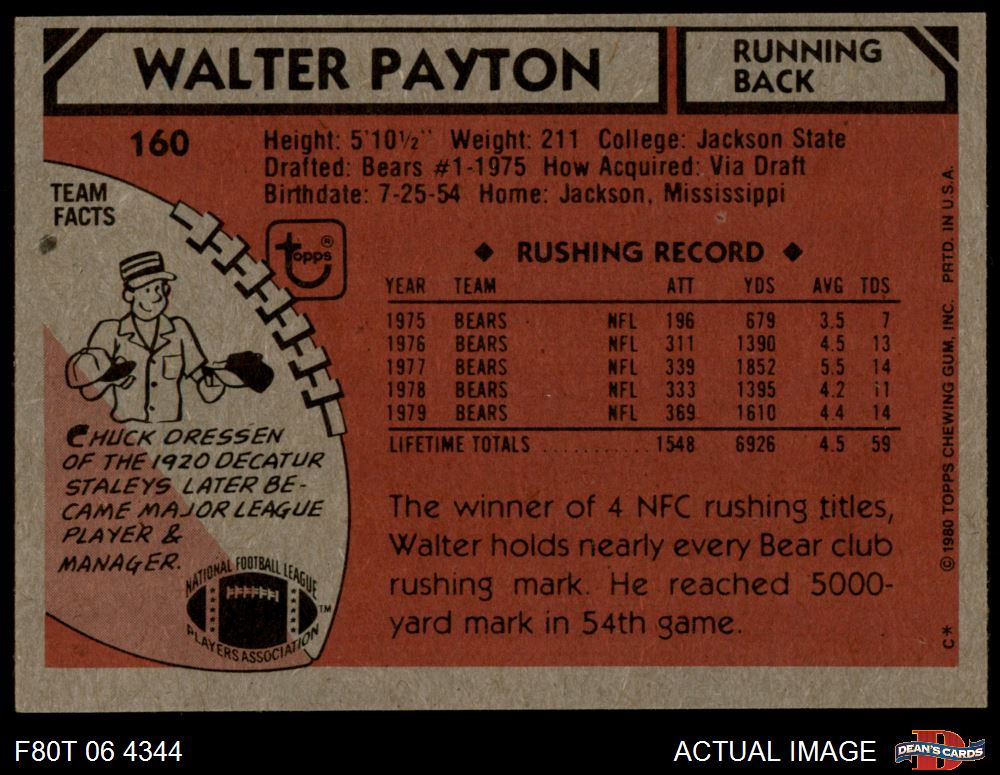 WALTER PAYTON
RUNNING
BACK
160
Height: 5'10½" Weight: 211 College: Jackson State
Drafted: Bears #1-1975 How Acquired: Via Draft
Birthdate: 7-25-54 Home: Jackson, Mississippi
TEAM
FACTS
topps®
◆ RUSHING RECORD ◆
YEAR TEAM ATT YDS AVG TDS
1975 BEARS NFL 196 679 3.5 7
1976 BEARS NFL 311 1390 4.5 13
1977 BEARS NFL 339 1852 5.5 14
1978 BEARS NFL 333 1395 4.2 11
1979 BEARS NFL 369 1610 4.4 14
LIFETIME TOTALS .......... 1548 6926 4.5 59
CHUCK DRESSEN
OF THE 1920 DECATUR
STALEYS LATER BE-
CAME MAJOR LEAGUE
PLAYER &
MANAGER.
NATIONAL FOOTBALL LEAGUE
PLAYERS ASSOCIATION
TM
The winner of 4 NFC rushing titles,
Walter holds nearly every Bear club
rushing mark. He reached 5000-
yard mark in 54th game.
C* © 1980 TOPPS CHEWING GUM, INC. PRTD. IN U.S.A.
F80T 06 4344
ACTUAL IMAGE
D
DEAN'S CARDS